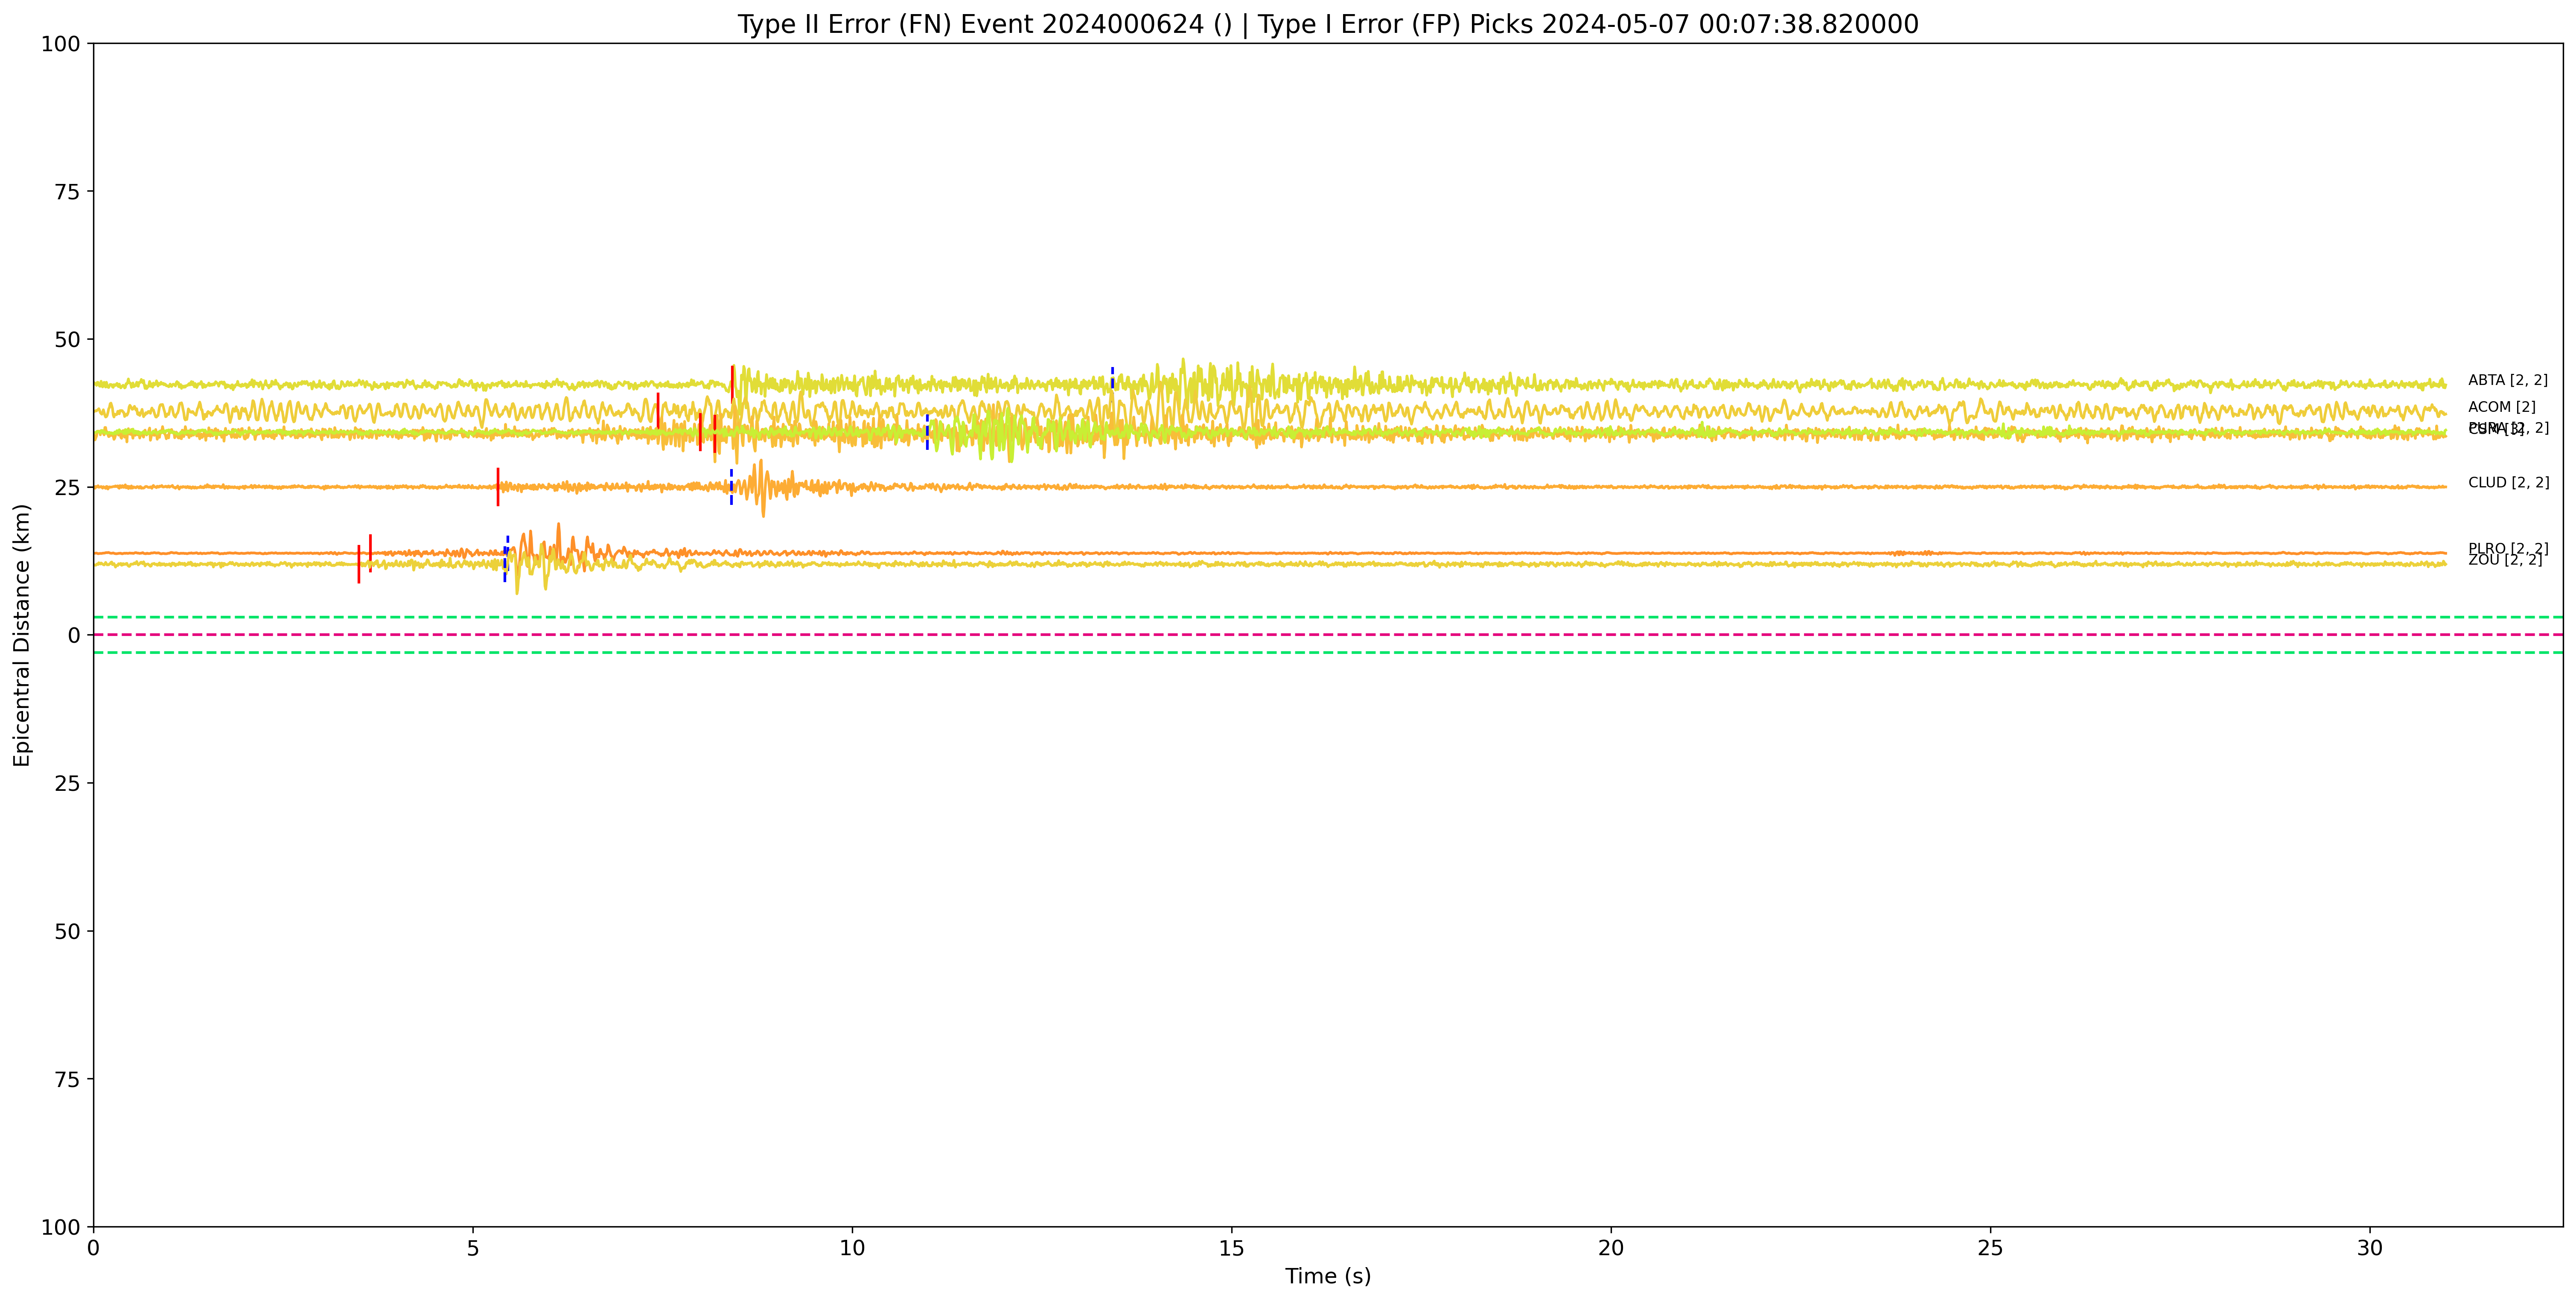 Type II Error (FN) Event 2024000624 () | Type I Error (FP) Picks 2024-05-07 00:07:38.820000
100
75
50
25
0
25
50
75
100
Epicentral Distance (km)
ABTA [2, 2]
ACOM [2]
CLUD [2, 2]
PLRO [2, 2]
ZOU [2, 2]
0
5
10
15
20
25
30
Time (s)